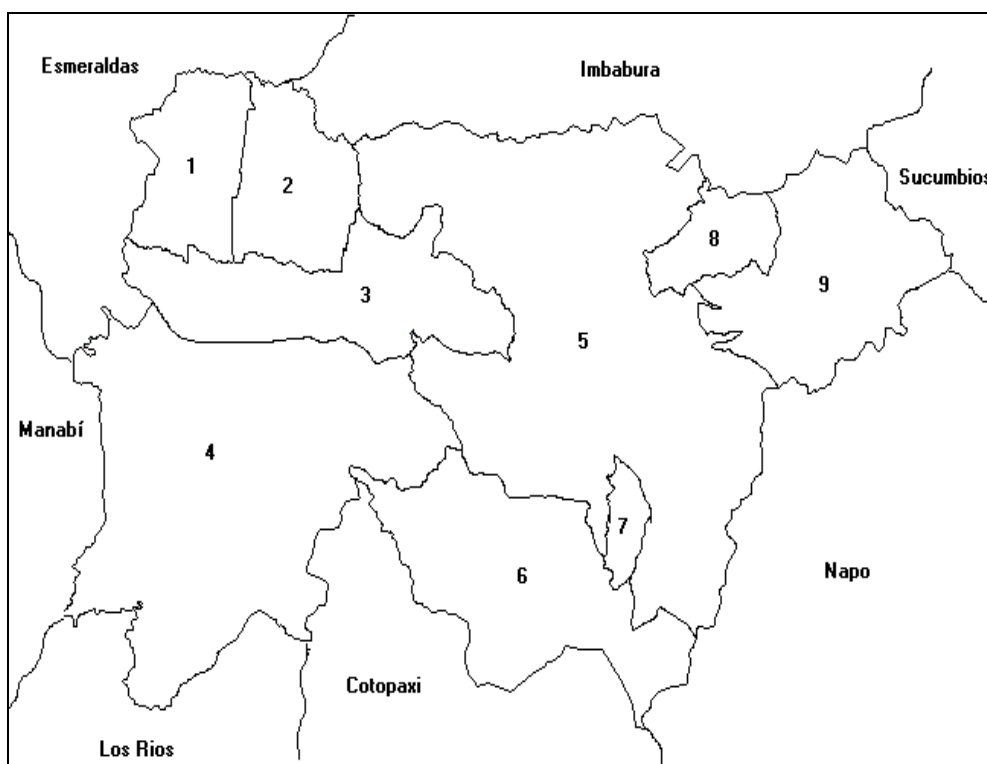 Esmeraldas
Imbabura
1
2
Sucumbios
8
9
3
5
Manabí
4
7
6
Napo
Cotopaxi
Los Rios